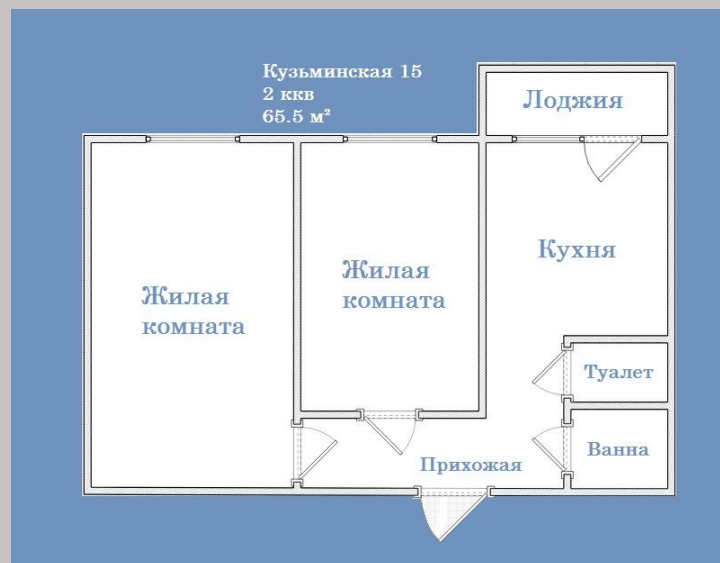 Кузьминская 15
2 ккв
65.5 м²
Лоджия
Кухня
Жилая
комната
Жилая
комната
Туалет
Ванна
Прихожая